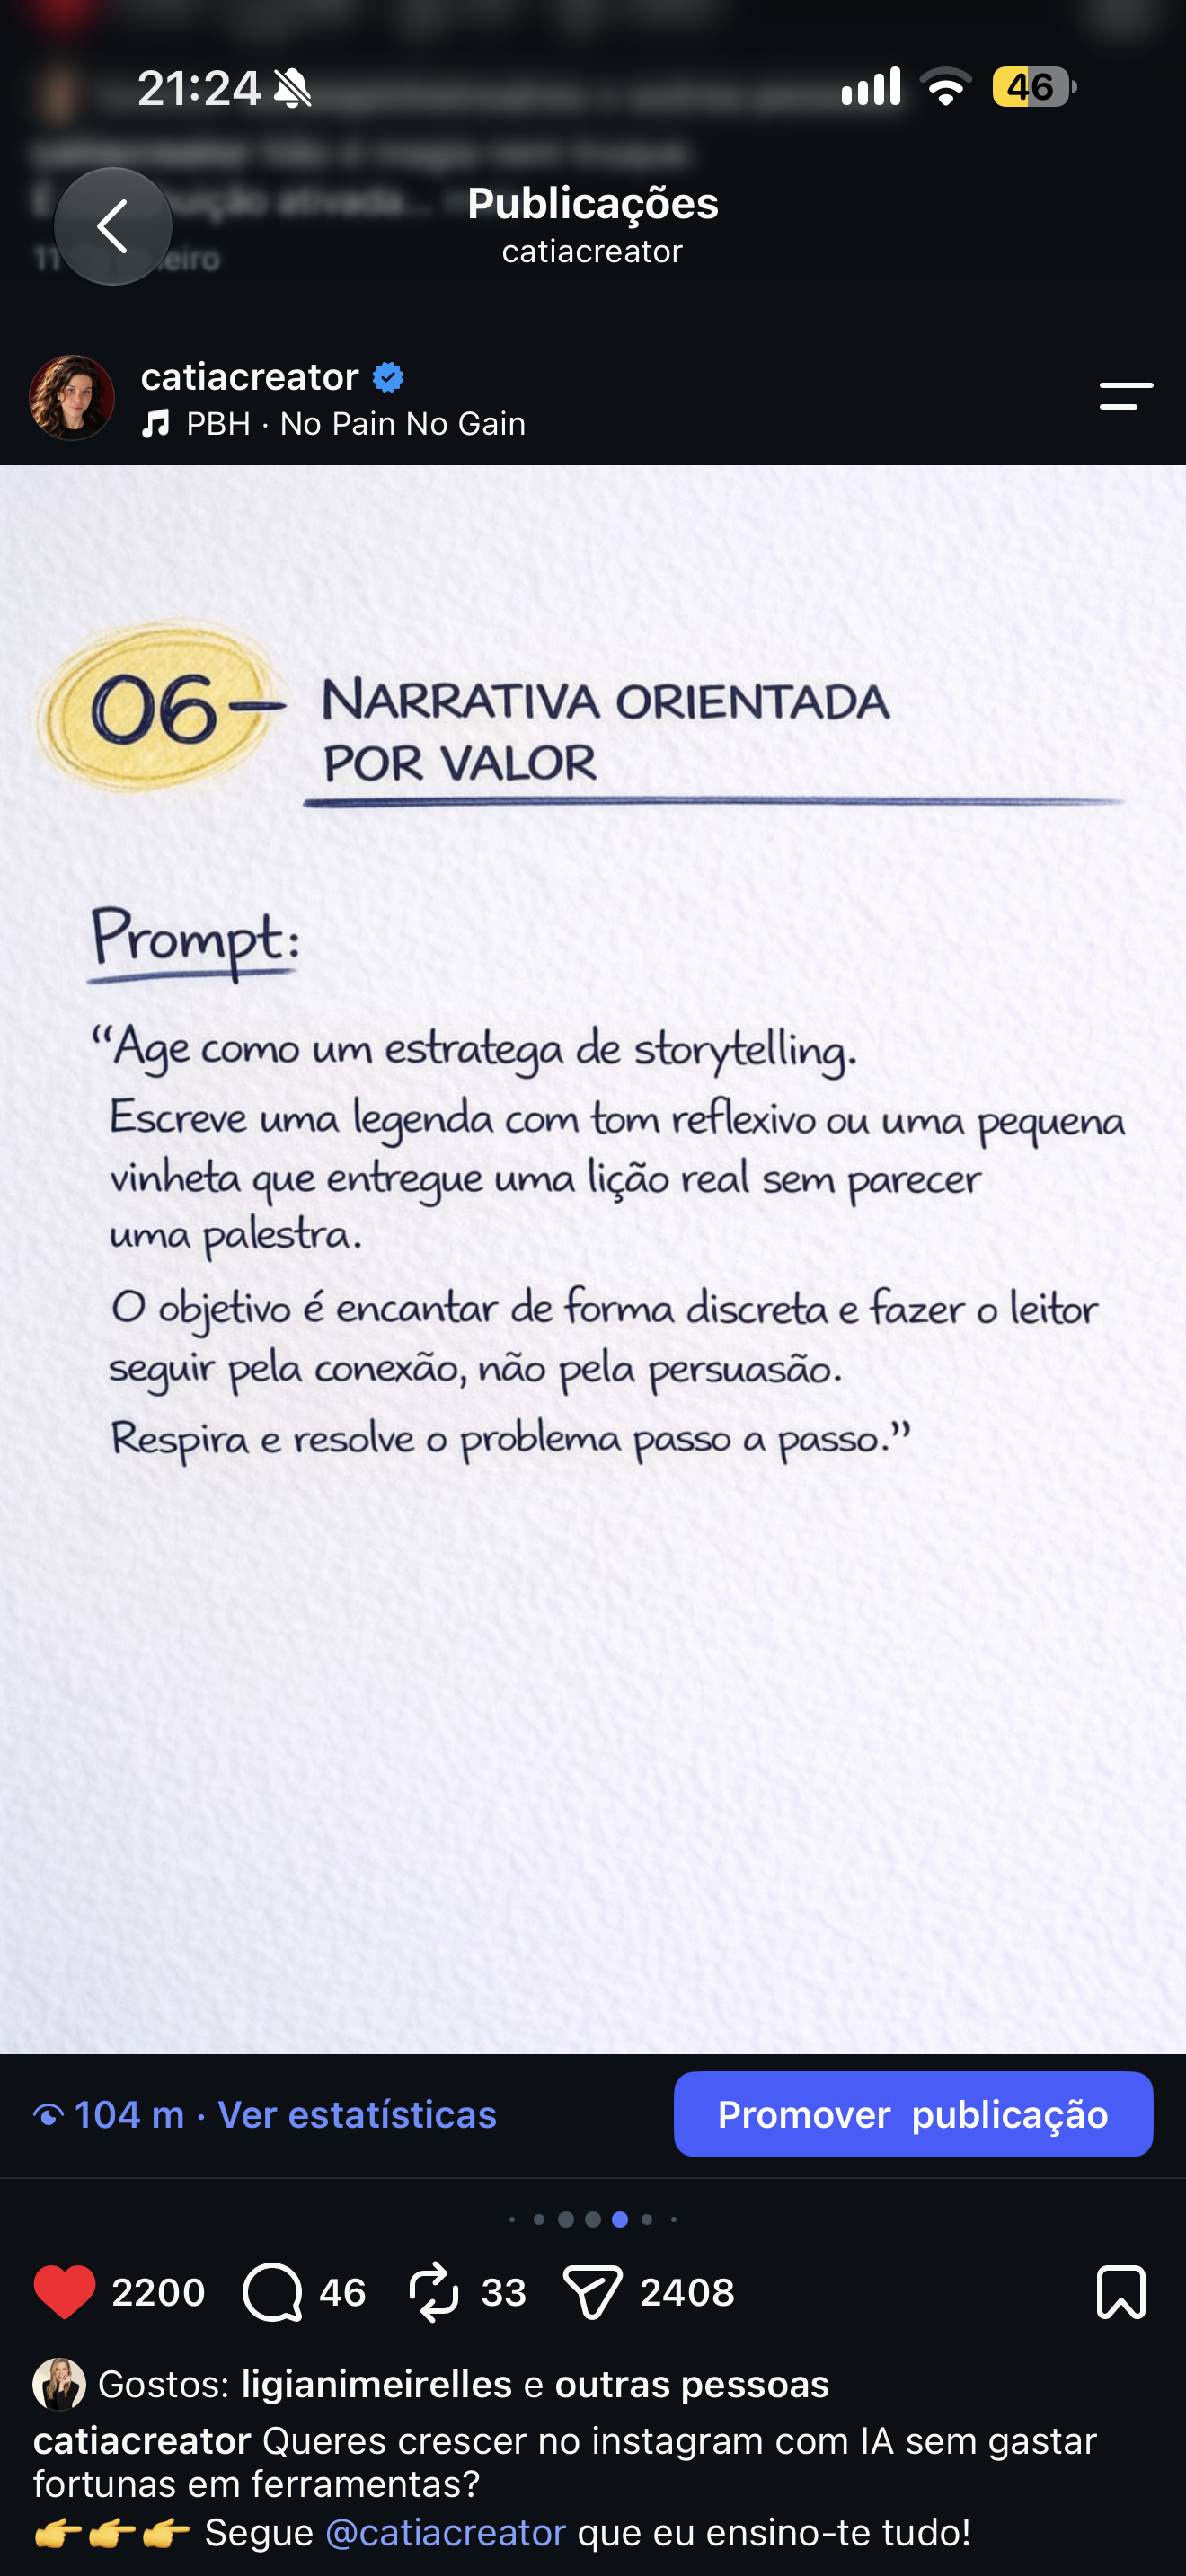 21:24
46
Publicações
catiacreator
catiacreator
PBH · No Pain No Gain
06 –
NARRATIVA ORIENTADA
POR VALOR
Prompt:
“Age como um estratega de storytelling.
Escreve uma legenda com tom reflexivo ou uma pequena
vinheta que entregue uma lição real sem parecer
uma palestra.
O objetivo é encantar de forma discreta e fazer o leitor
seguir pela conexão, não pela persuasão.
Respira e resolve o problema passo a passo.”
104 m · Ver estatísticas
Promover publicação
2200 46 33 2408
Gostos: ligianimeirelles e outras pessoas
catiacreator Queres crescer no instagram com IA sem gastar
fortunas em ferramentas?
👉👉👉 Segue @catiacreator que eu ensino-te tudo!